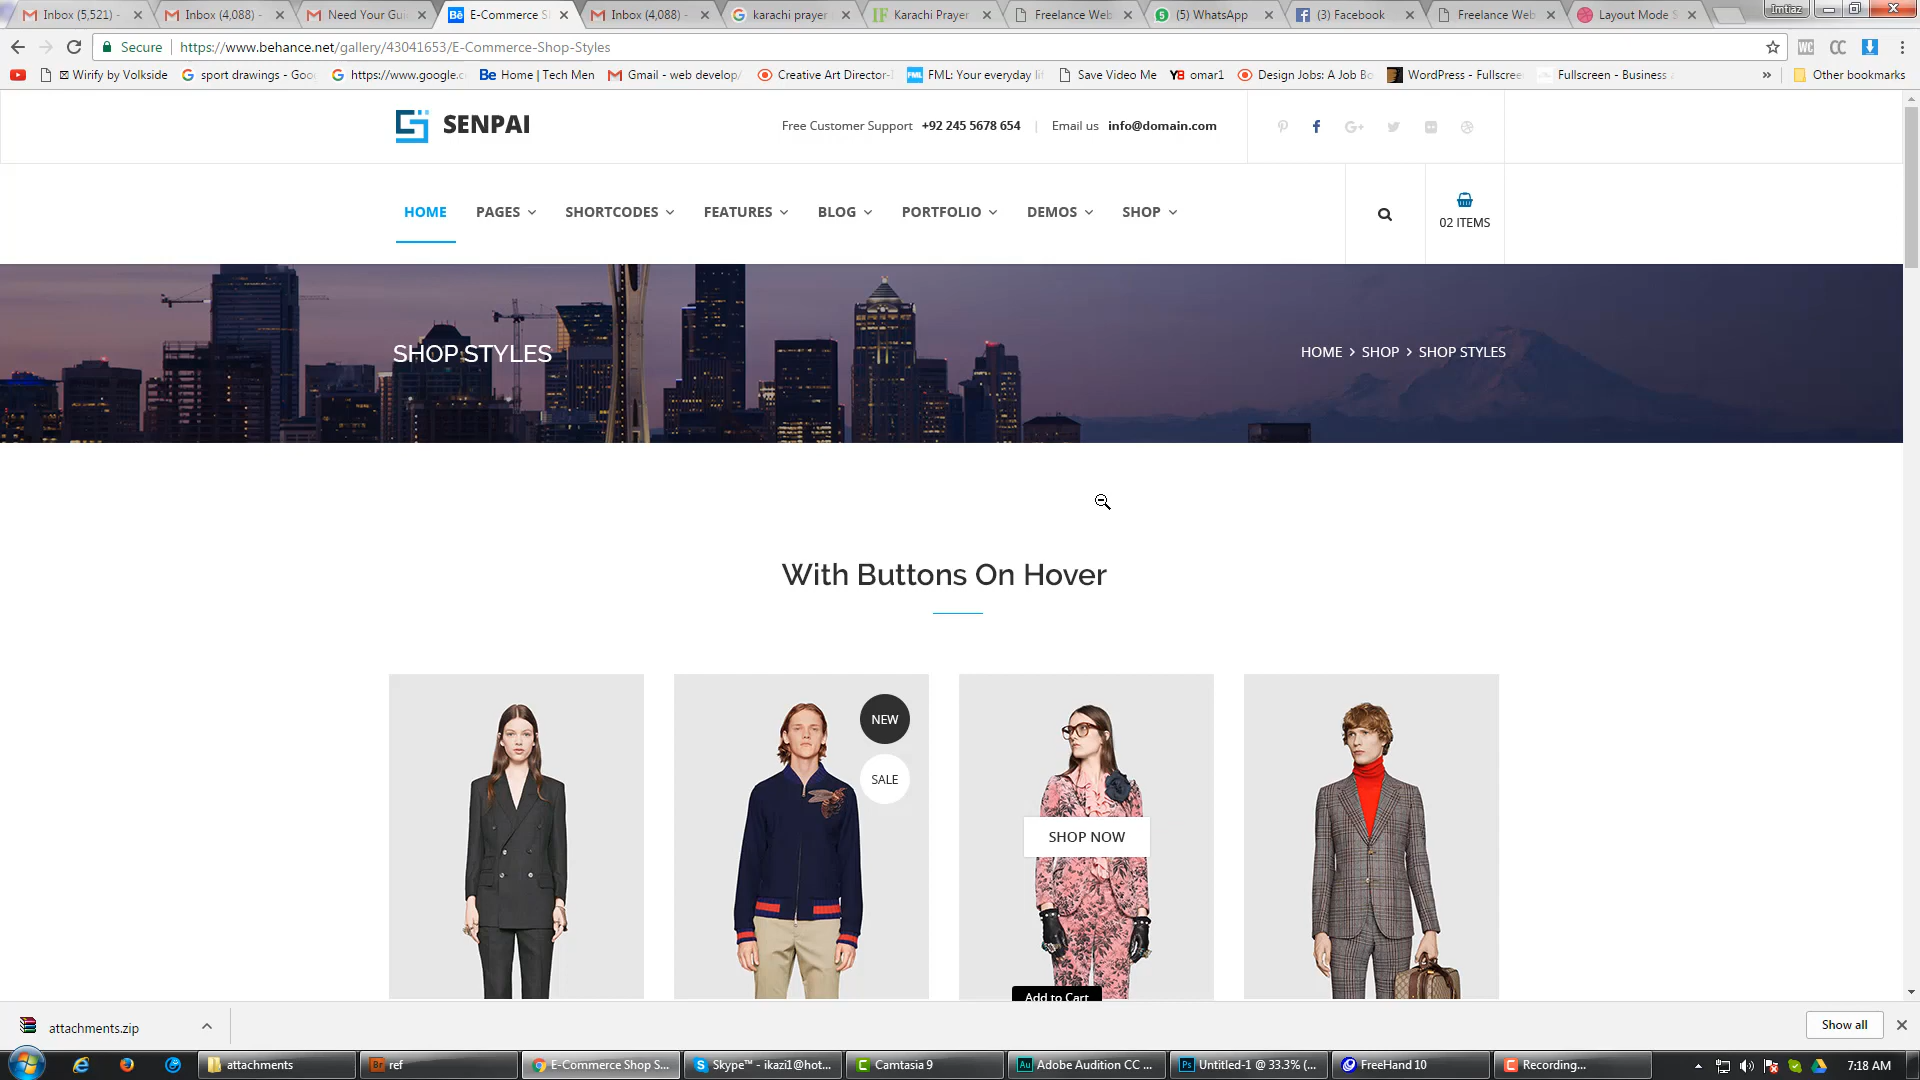 Inbox (5,521) -
Inbox (4,088) -
Need Your Gui
E-Commerce S
Inbox (4,088) -
karachi prayer
Karachi Prayer
Freelance Web
(5) WhatsApp
(3) Facebook
Freelance Web
Layout Mode S
Imtiaz
Secure
https://www.behance.net/gallery/43041653/E-Commerce-Shop-Styles
Wirify by Volkside
sport drawings - Goo
https://www.google.c
Home | Tech Men
Gmail - web develop
Creative Art Director-
FML: Your everyday li
Save Video Me
omar1
Design Jobs: A Job Bo
WordPress - Fullscree
Fullscreen - Business
Other bookmarks
SENPAI
Free Customer Support +92 245 5678 654 | Email us info@domain.com
HOME PAGES SHORTCODES FEATURES BLOG PORTFOLIO DEMOS SHOP
02 ITEMS
SHOP STYLES
HOME > SHOP > SHOP STYLES
With Buttons On Hover
NEW
SALE
SHOP NOW
Add to Cart
attachments.zip
Show all
attachments
ref
E-Commerce Shop S...
Skype™ - ikazi1@hot...
Camtasia 9
Adobe Audition CC ...
Untitled-1 @ 33.3% (...
FreeHand 10
Recording...
7:18 AM